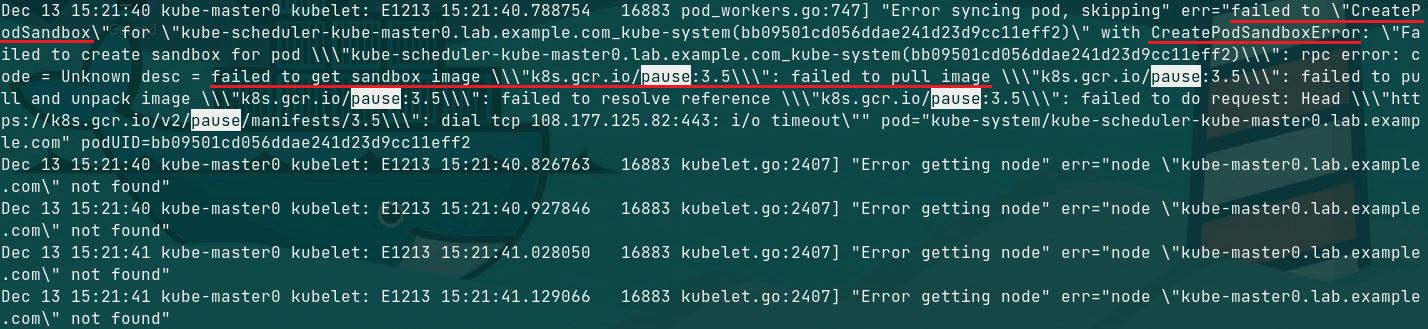 Dec 13 15:21:40 kube-master0 kubelet: E1213 15:21:40.788754   16883 pod_workers.go:747] "Error syncing pod, skipping" err="failed to \"CreateP
odSandbox\" for \"kube-scheduler-kube-master0.lab.example.com_kube-system(bb09501cd056ddae241d23d9cc11eff2)\" with CreatePodSandboxError: \"Fa
iled to create sandbox for pod \\\"kube-scheduler-kube-master0.lab.example.com_kube-system(bb09501cd056ddae241d23d9cc11eff2)\\\": rpc error: c
ode = Unknown desc = failed to get sandbox image \\\"k8s.gcr.io/pause:3.5\\\": failed to pull image \\\"k8s.gcr.io/pause:3.5\\\": failed to pu
ll and unpack image \\\"k8s.gcr.io/pause:3.5\\\": failed to resolve reference \\\"k8s.gcr.io/pause:3.5\\\": failed to do request: Head \\\"htt
ps://k8s.gcr.io/v2/pause/manifests/3.5\\\": dial tcp 108.177.125.82:443: i/o timeout\"" pod="kube-system/kube-scheduler-kube-master0.lab.examp
le.com" podUID=bb09501cd056ddae241d23d9cc11eff2
Dec 13 15:21:40 kube-master0 kubelet: E1213 15:21:40.826763   16883 kubelet.go:2407] "Error getting node" err="node \"kube-master0.lab.example
.com\" not found"
Dec 13 15:21:40 kube-master0 kubelet: E1213 15:21:40.927846   16883 kubelet.go:2407] "Error getting node" err="node \"kube-master0.lab.example
.com\" not found"
Dec 13 15:21:41 kube-master0 kubelet: E1213 15:21:41.028050   16883 kubelet.go:2407] "Error getting node" err="node \"kube-master0.lab.example
.com\" not found"
Dec 13 15:21:41 kube-master0 kubelet: E1213 15:21:41.129066   16883 kubelet.go:2407] "Error getting node" err="node \"kube-master0.lab.example
.com\" not found"